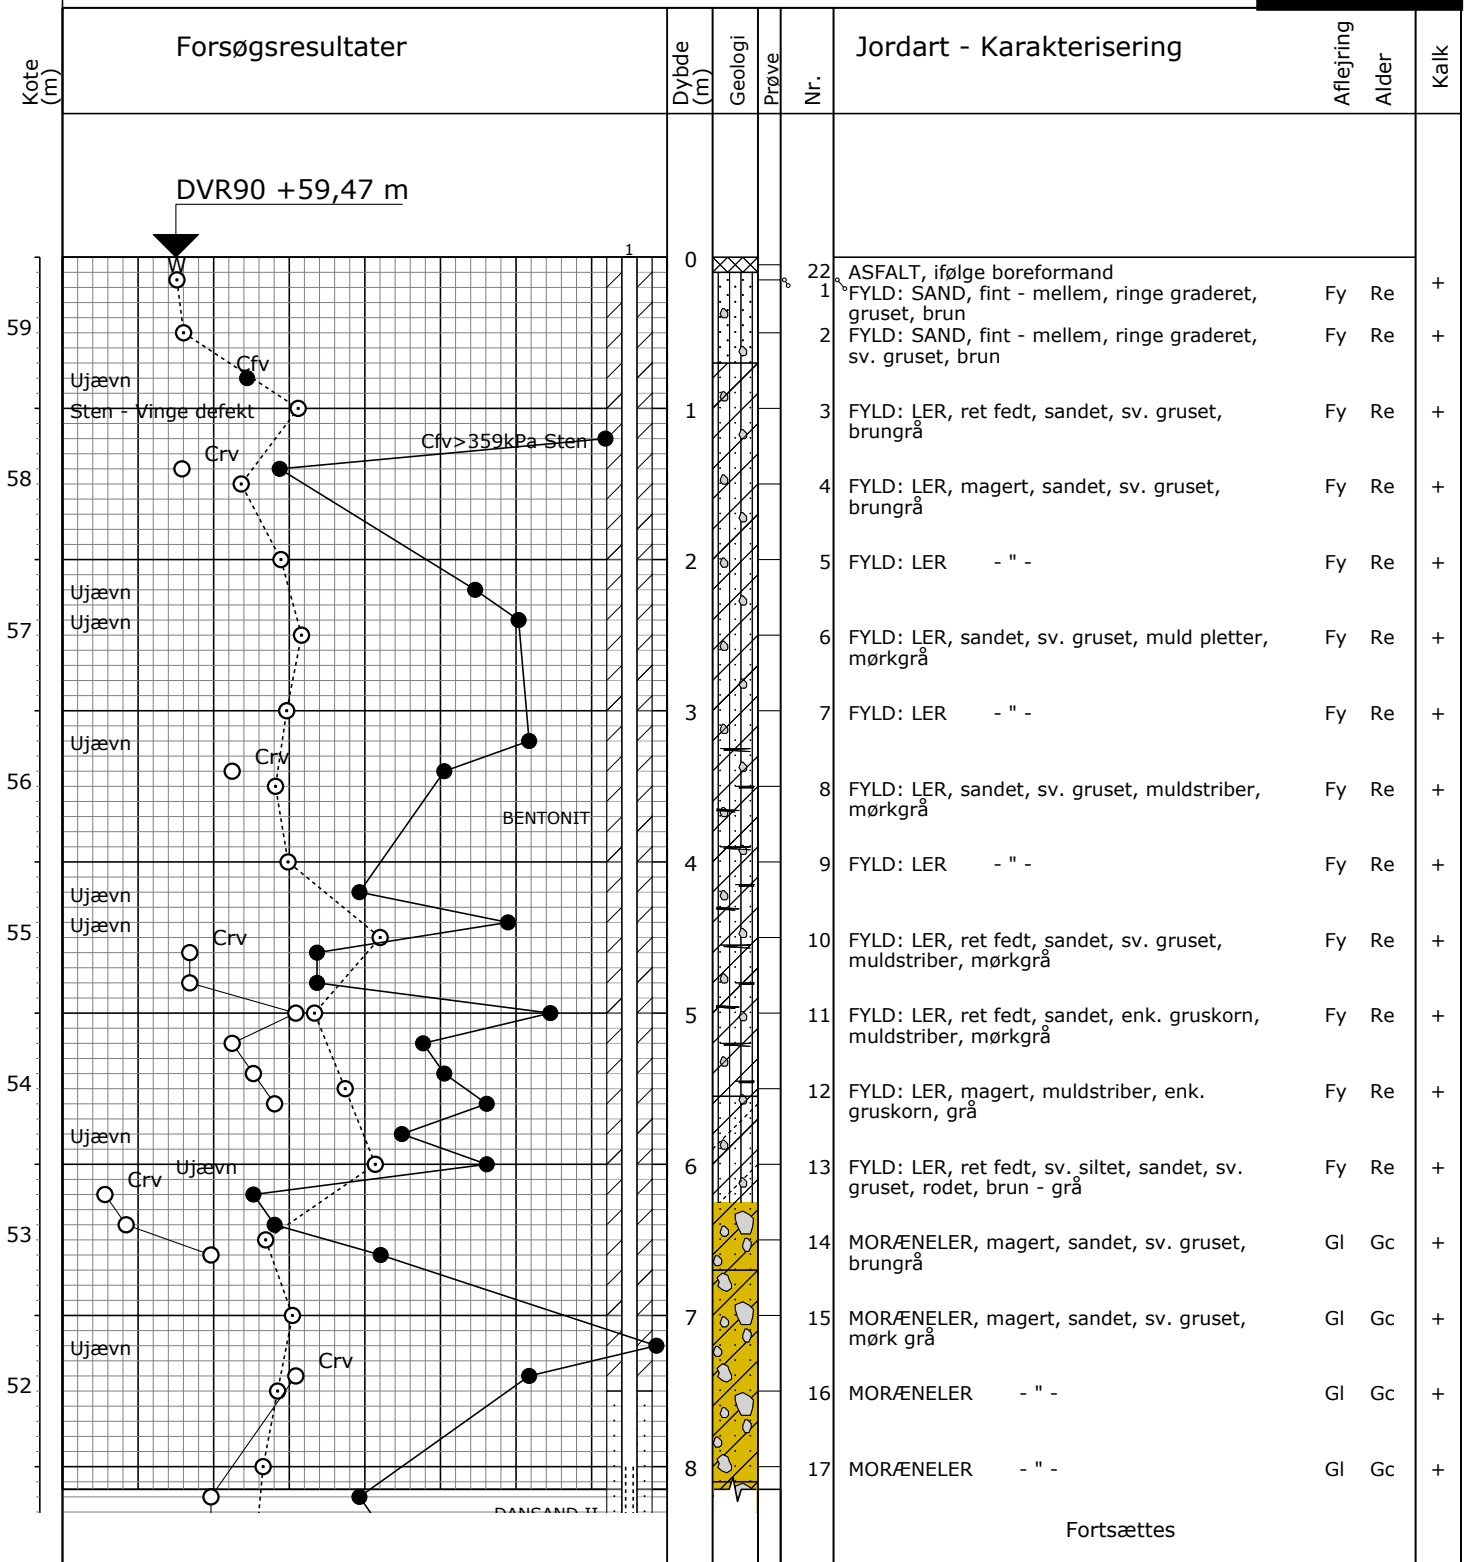 Kote
(m)
Forsøgsresultater
Dybde
(m)
Geologi
Prøve
Nr.
Jordart - Karakterisering
Aflejring
Alder
Kalk
DVR90 +59,47 m
W
1
0
22 ASFALT, ifølge boreformand +
1 FYLD: SAND, fint - mellem, ringe graderet, Fy Re
gruset, brun
59
2 FYLD: SAND, fint - mellem, ringe graderet, Fy Re +
sv. gruset, brun
Cfv
Ujævn
Sten - Vinge defekt
1
3 FYLD: LER, ret fedt, sandet, sv. gruset, Fy Re +
brungrå
Cfv>359kPa Sten
Crv
58
4 FYLD: LER, magert, sandet, sv. gruset, Fy Re +
brungrå
2
5 FYLD: LER - " - Fy Re +
Ujævn
Ujævn
57
6 FYLD: LER, sandet, sv. gruset, muld pletter, Fy Re +
mørkgrå
3
7 FYLD: LER - " - Fy Re +
Ujævn
Crv
56
8 FYLD: LER, sandet, sv. gruset, muldstriber, Fy Re +
mørkgrå
BENTONIT
4
9 FYLD: LER - " - Fy Re +
Ujævn
Ujævn
55
Crv
10 FYLD: LER, ret fedt, sandet, sv. gruset, Fy Re +
muldstriber, mørkgrå
5
11 FYLD: LER, ret fedt, sandet, enk. gruskorn, Fy Re +
muldstriber, mørkgrå
54
12 FYLD: LER, magert, muldstriber, enk. Fy Re +
gruskorn, grå
Ujævn
Ujævn
6
13 FYLD: LER, ret fedt, sv. siltet, sandet, sv. Fy Re +
gruset, rodet, brun - grå
Crv
53
14 MORÆNELER, magert, sandet, sv. gruset, Gl Gc +
brungrå
7
15 MORÆNELER, magert, sandet, sv. gruset, Gl Gc +
mørk grå
Ujævn
Crv
52
16 MORÆNELER - " - Gl Gc +
8
17 MORÆNELER - " - Gl Gc +
DANSAND II
Fortsættes